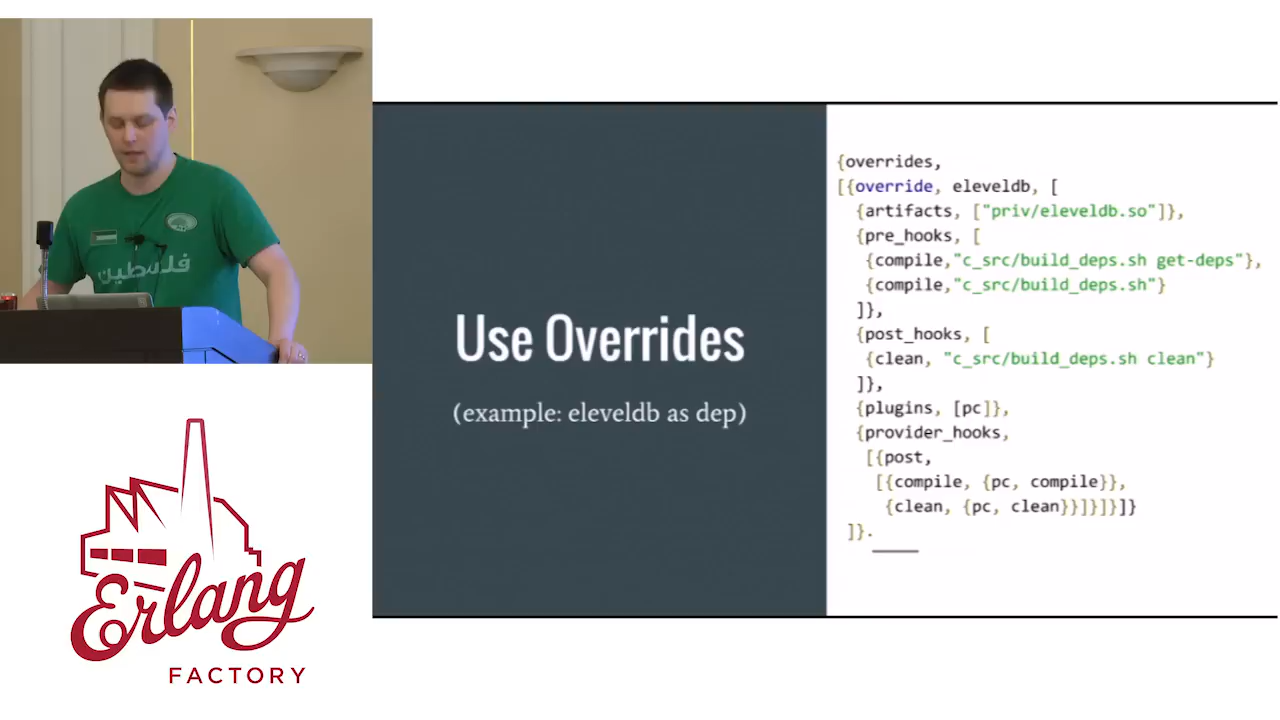 فلسطين
Use Overrides
(example: eleveldb as dep)
{overrides,
[{override, eleveldb, [
{artifacts, ["priv/eleveldb.so"]},
{pre_hooks, [
{compile,"c_src/build_deps.sh get-deps"},
{compile,"c_src/build_deps.sh"}
]},
{post_hooks, [
{clean, "c_src/build_deps.sh clean"}
]},
{plugins, [pc]},
{provider_hooks,
[{post,
[{compile, {pc, compile}},
{clean, {pc, clean}}]}]}]}
]}.
Erlang
FACTORY